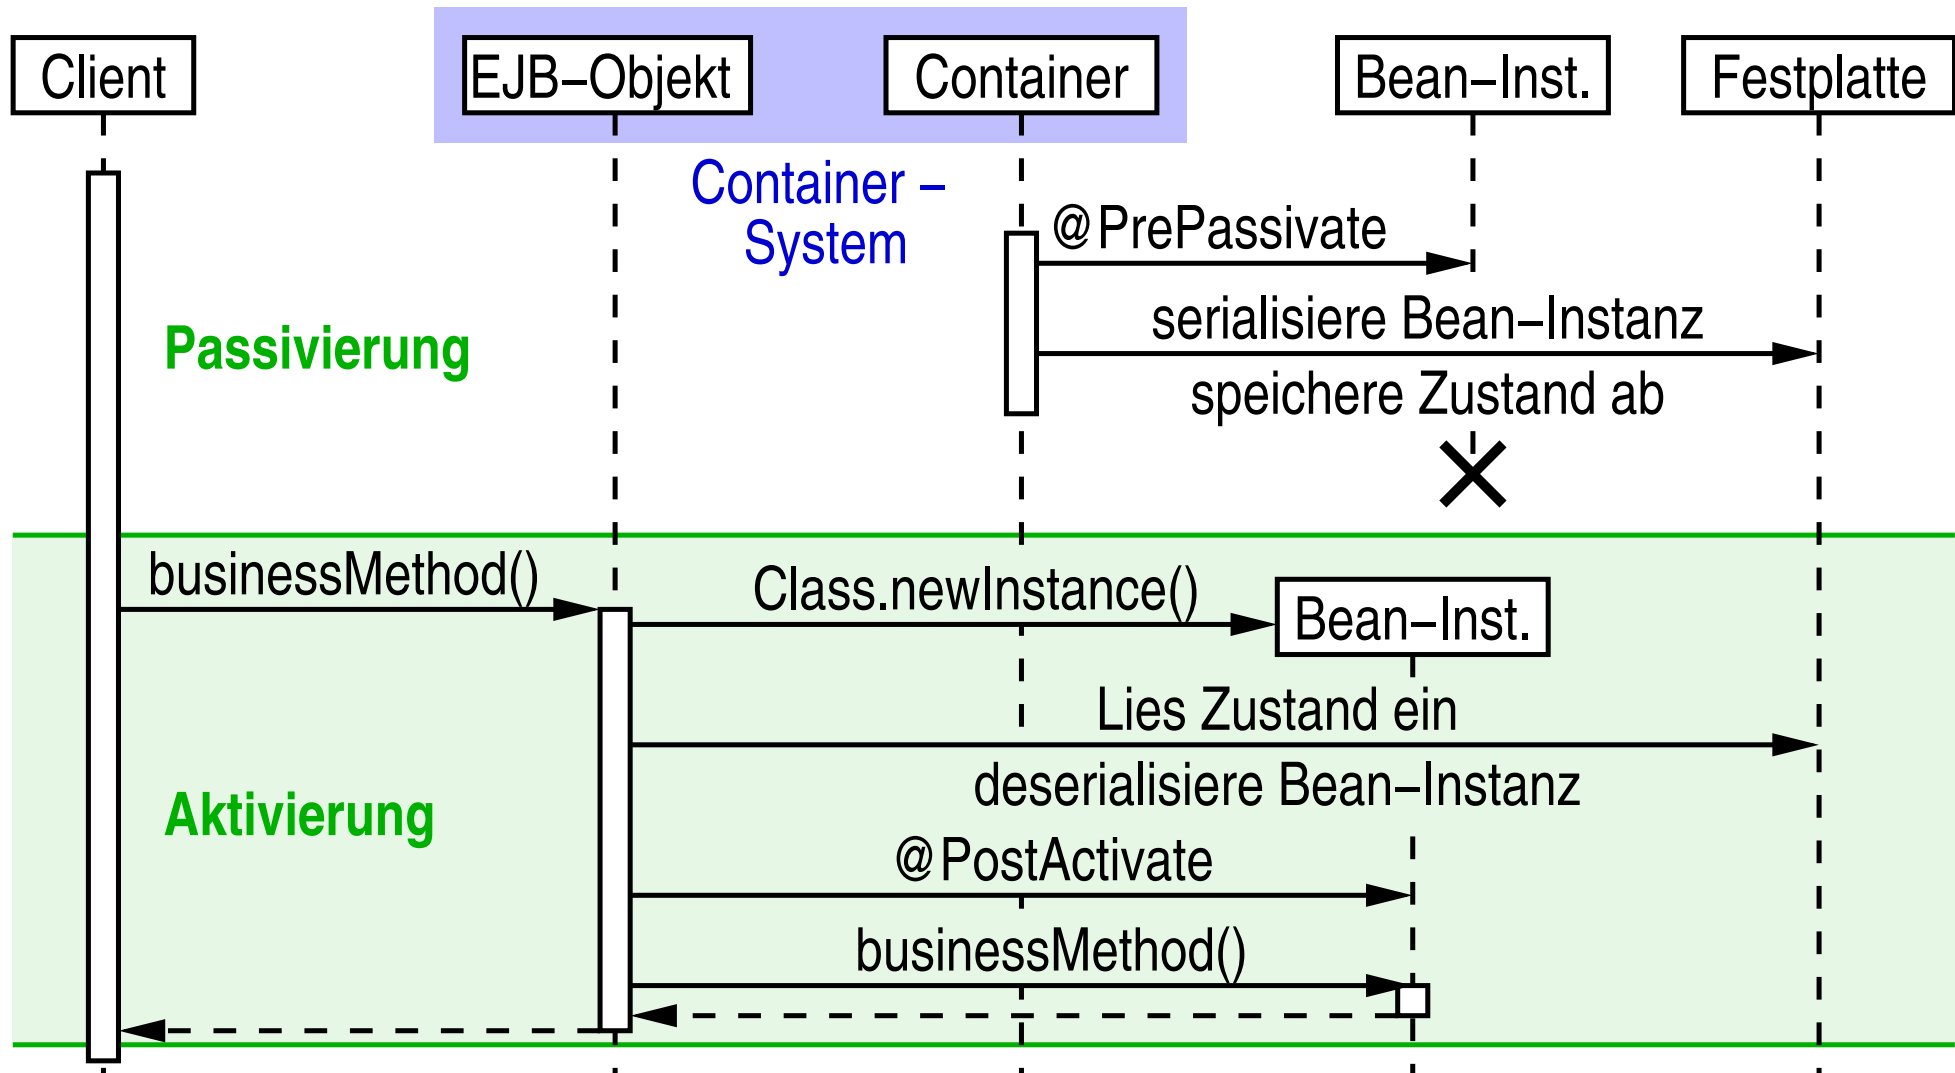 Client
EJB–Objekt
Container
Bean–Inst.
Festplatte
Container –
System
@PrePassivate
serialisiere Bean–Instanz
Passivierung
speichere Zustand ab
businessMethod()
Class.newInstance()
Bean–Inst.
Lies Zustand ein
deserialisiere Bean–Instanz
Aktivierung
@PostActivate
businessMethod()